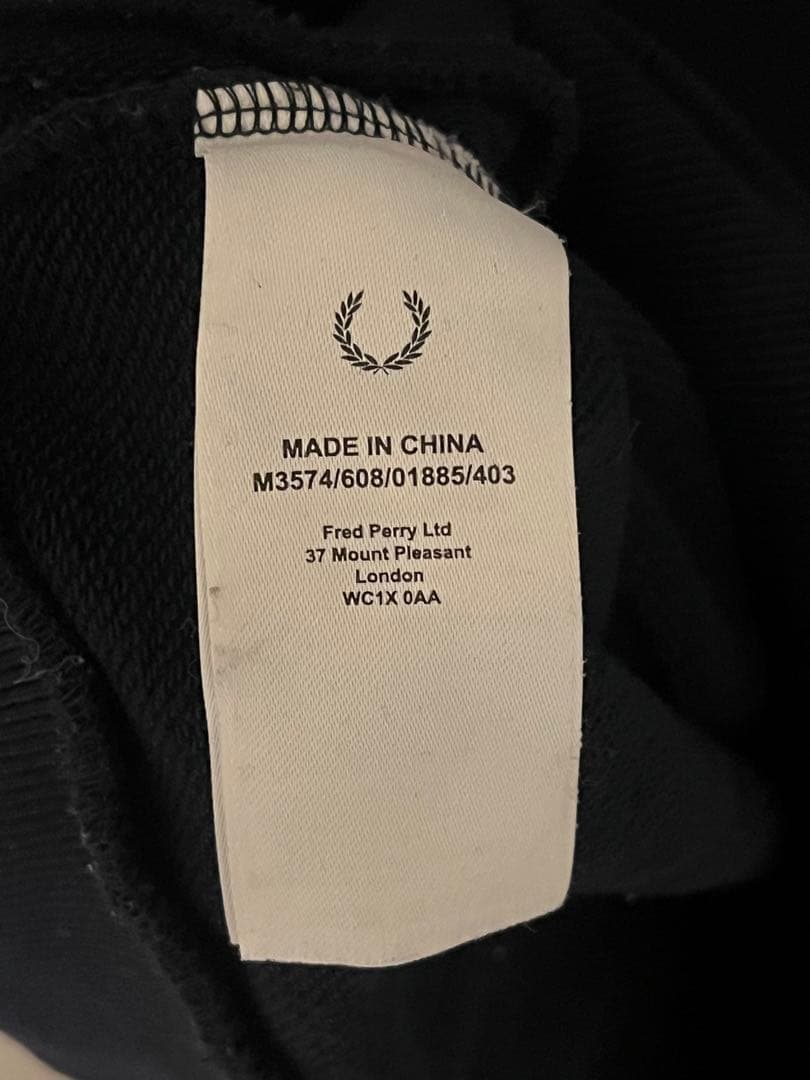 MADE IN CHINA
M3574/608/01885/403
Fred Perry Ltd
37 Mount Pleasant
London
WC1X 0AA